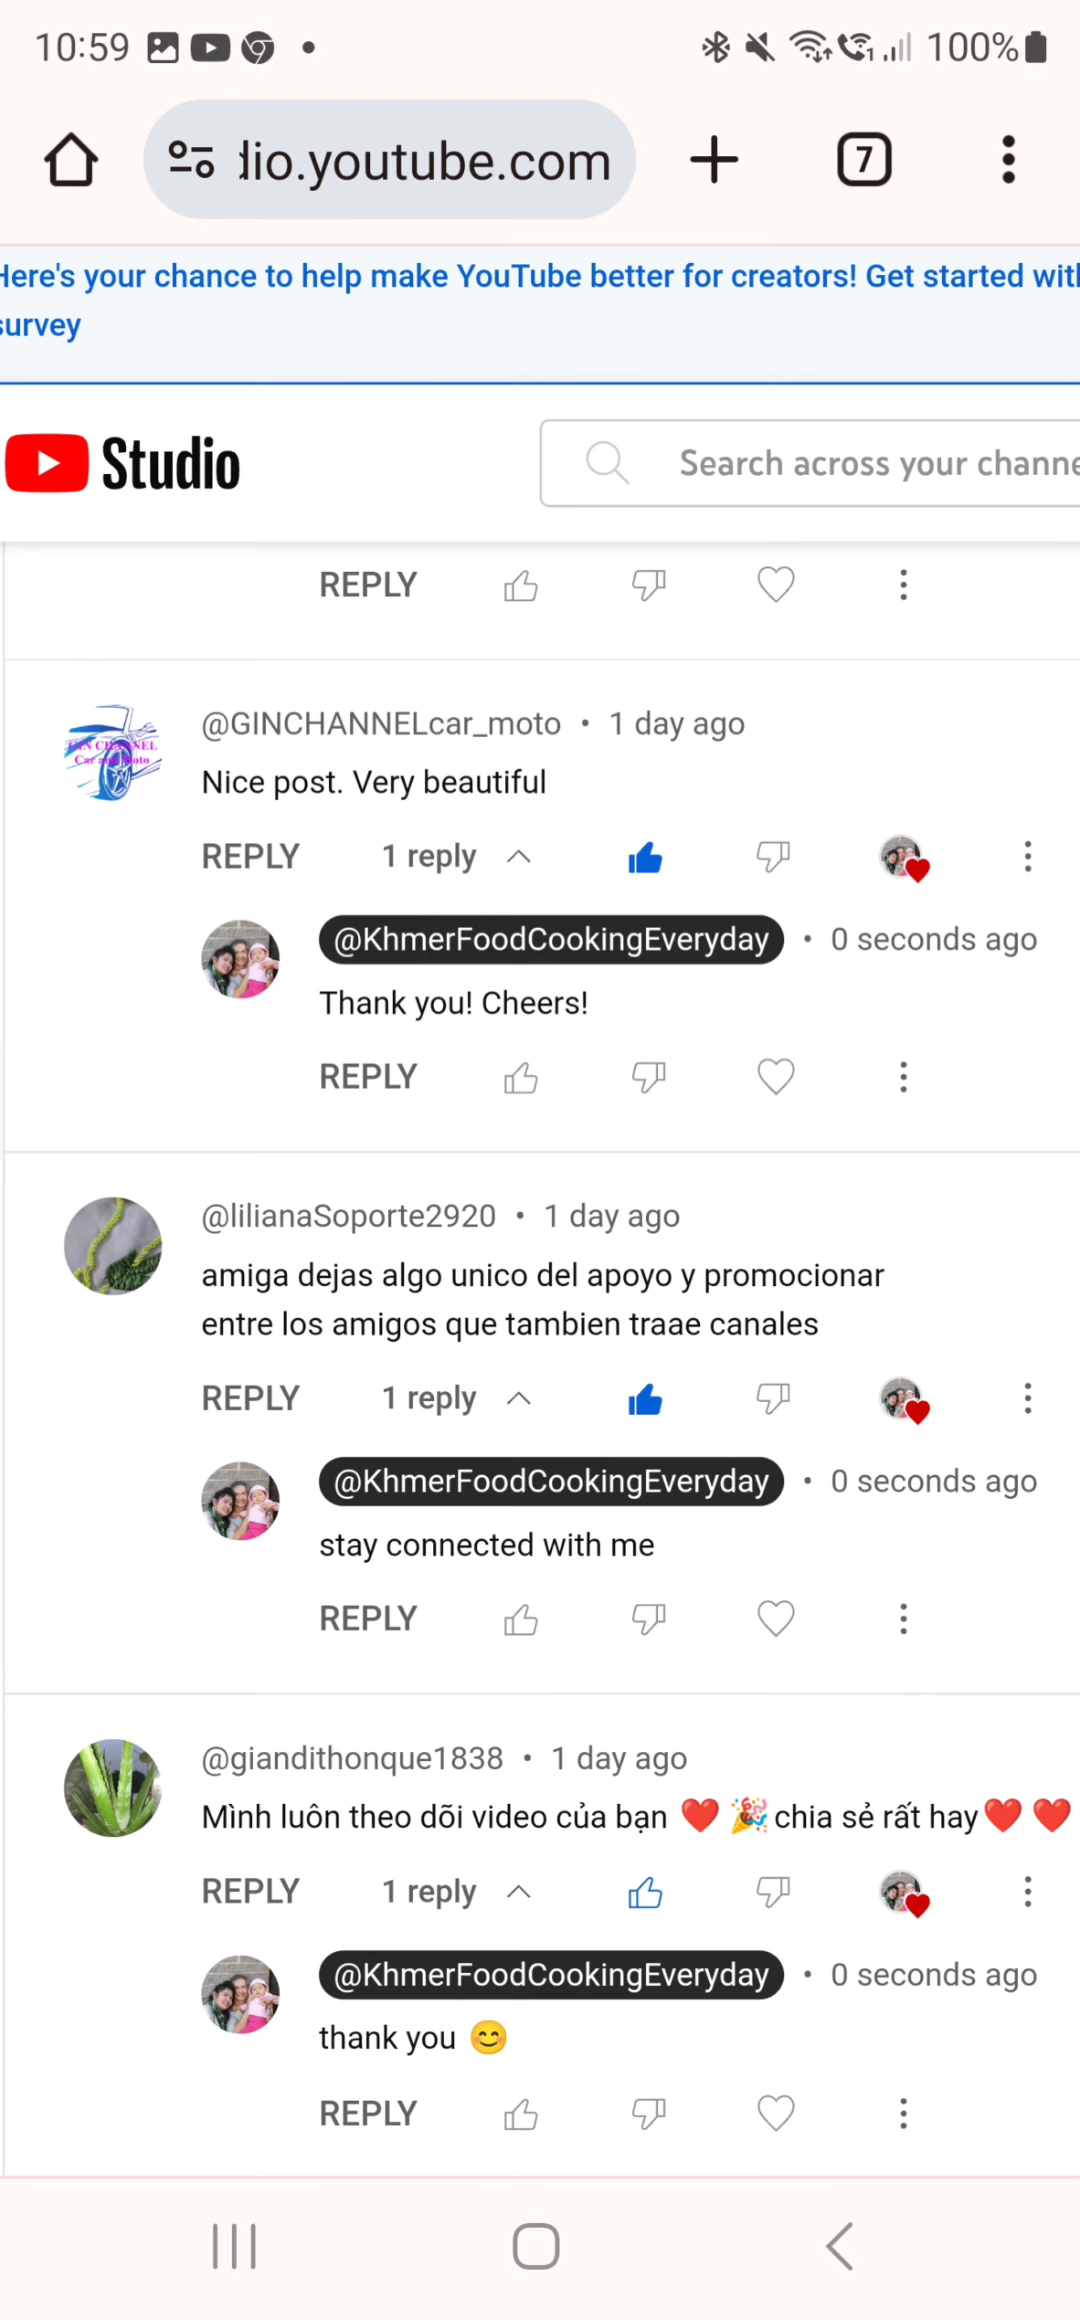 10:59
100%
dio.youtube.com
7
Here's your chance to help make YouTube better for creators! Get started with
survey
Studio
Search across your channe
REPLY
@GINCHANNELcar_moto • 1 day ago
Nice post. Very beautiful
REPLY 1 reply
@KhmerFoodCookingEveryday • 0 seconds ago
Thank you! Cheers!
REPLY
@lilianaSoporte2920 • 1 day ago
amiga dejas algo unico del apoyo y promocionar
entre los amigos que tambien traae canales
REPLY 1 reply
@KhmerFoodCookingEveryday • 0 seconds ago
stay connected with me
REPLY
@giandithonque1838 • 1 day ago
Mình luôn theo dõi video của bạn ❤️ 🎉 chia sẻ rất hay ❤️ ❤️
REPLY 1 reply
@KhmerFoodCookingEveryday • 0 seconds ago
thank you 😊
REPLY